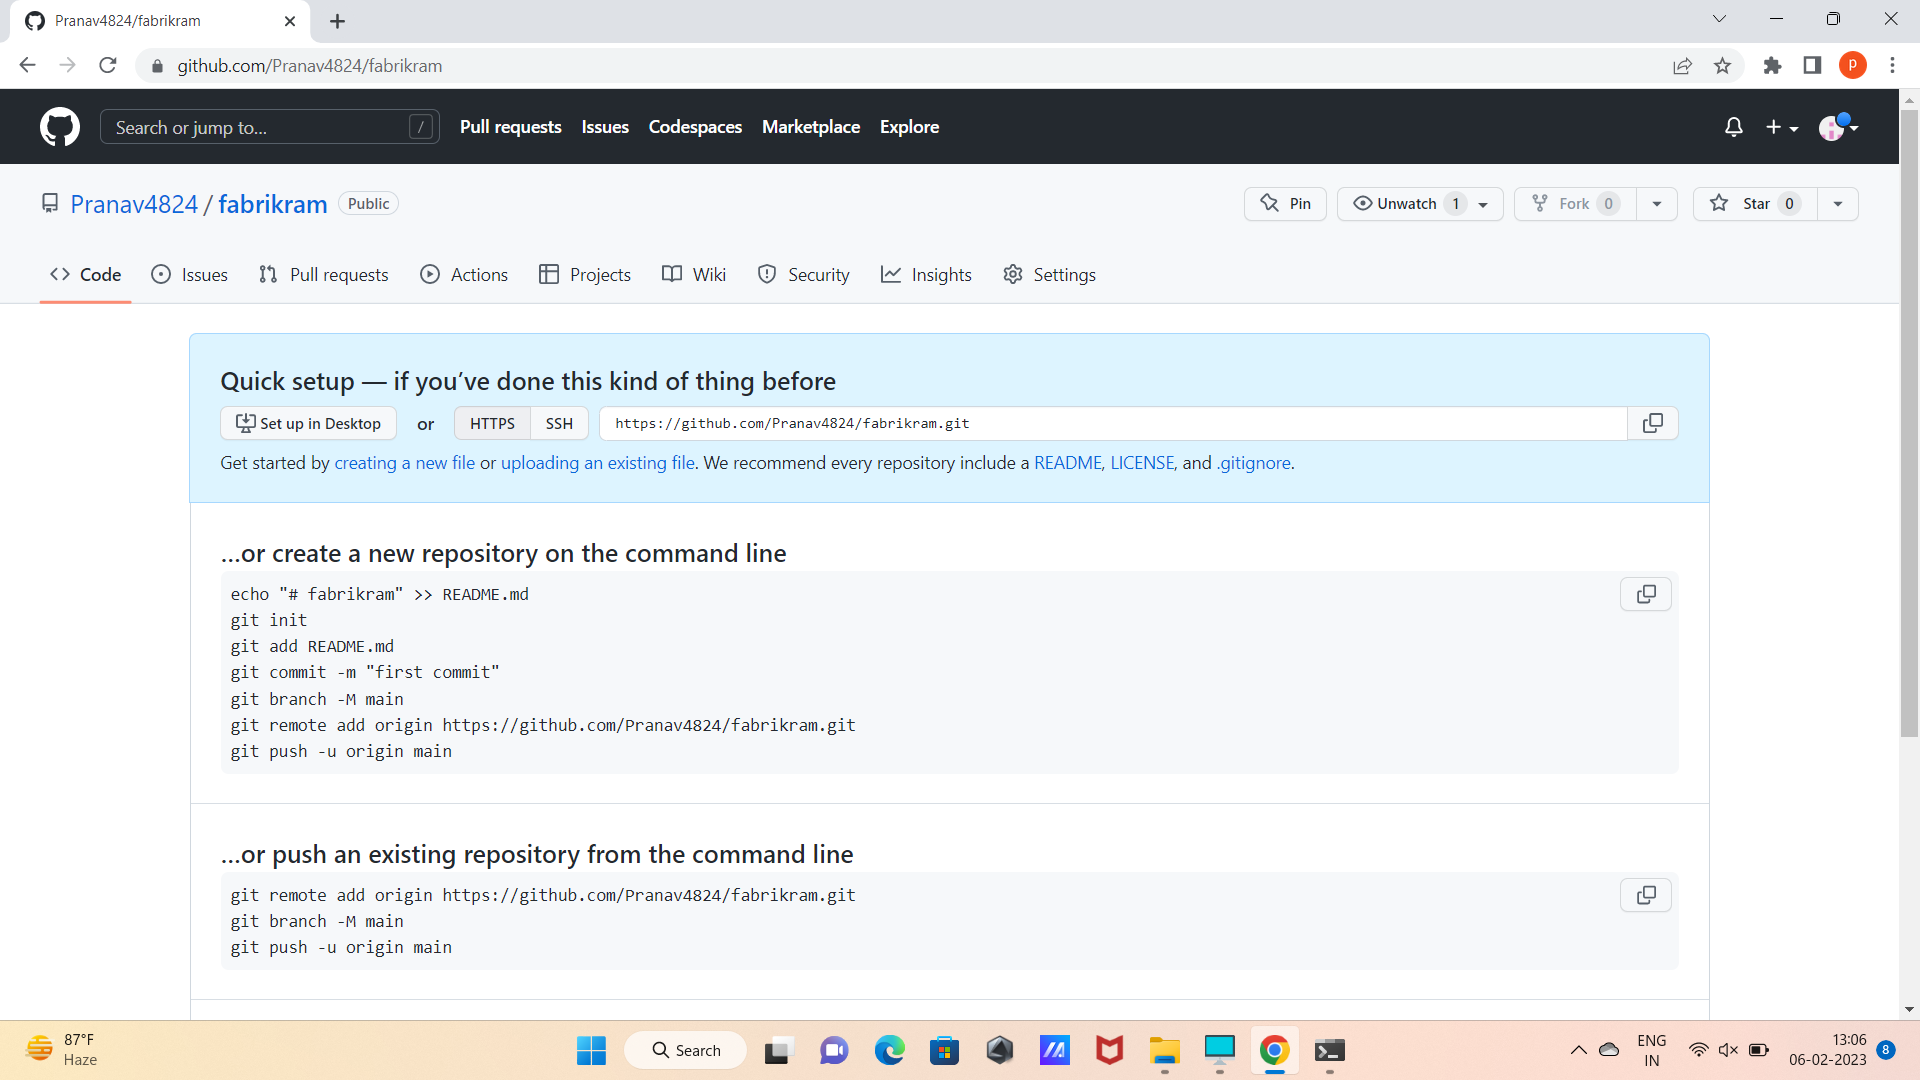 Pranav4824/fabrikram
github.com/Pranav4824/fabrikram
P
Search or jump to... /
Pull requests Issues Codespaces Marketplace Explore
Pranav4824 / fabrikram Public
Pin Unwatch 1 Fork 0 Star 0
Code Issues Pull requests Actions Projects Wiki Security Insights Settings
Quick setup — if you’ve done this kind of thing before
Set up in Desktop or HTTPS SSH https://github.com/Pranav4824/fabrikram.git
Get started by creating a new file or uploading an existing file. We recommend every repository include a README, LICENSE, and .gitignore.
…or create a new repository on the command line
echo "# fabrikram" >> README.md
git init
git add README.md
git commit -m "first commit"
git branch -M main
git remote add origin https://github.com/Pranav4824/fabrikram.git
git push -u origin main
…or push an existing repository from the command line
git remote add origin https://github.com/Pranav4824/fabrikram.git
git branch -M main
git push -u origin main
87°F
Haze
Search
ENG
IN
13:06
06-02-2023
8